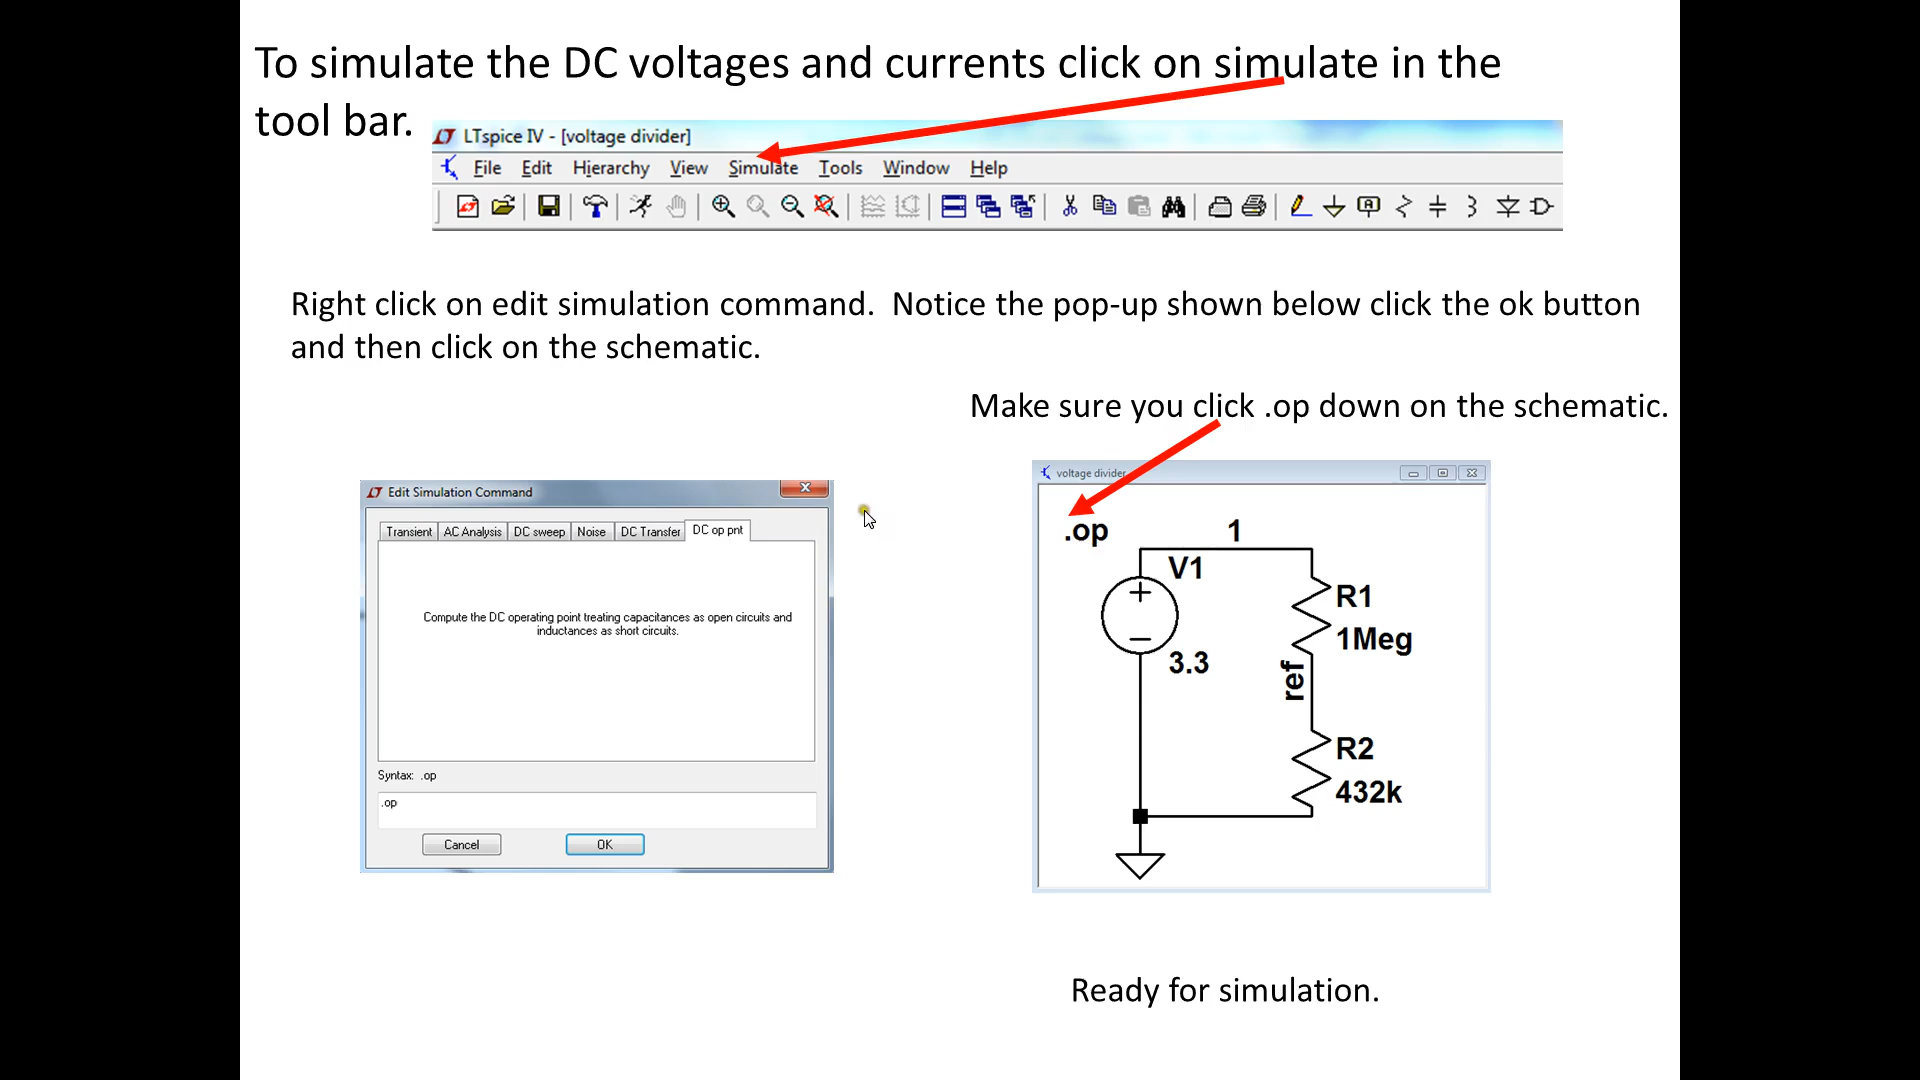 To simulate the DC voltages and currents click on simulate in the
tool bar.
LTspice IV - [voltage divider]
File Edit Hierarchy View Simulate Tools Window Help
Right click on edit simulation command.  Notice the pop-up shown below click the ok button
and then click on the schematic.
Make sure you click .op down on the schematic.
Edit Simulation Command
Transient AC Analysis DC sweep Noise DC Transfer DC op pnt
Compute the DC operating point treating capacitances as open circuits and
inductances as short circuits.
Syntax: .op
.op
Cancel OK
voltage divider
.op
1
V1
3.3
R1
1Meg
ref
R2
432k
Ready for simulation.